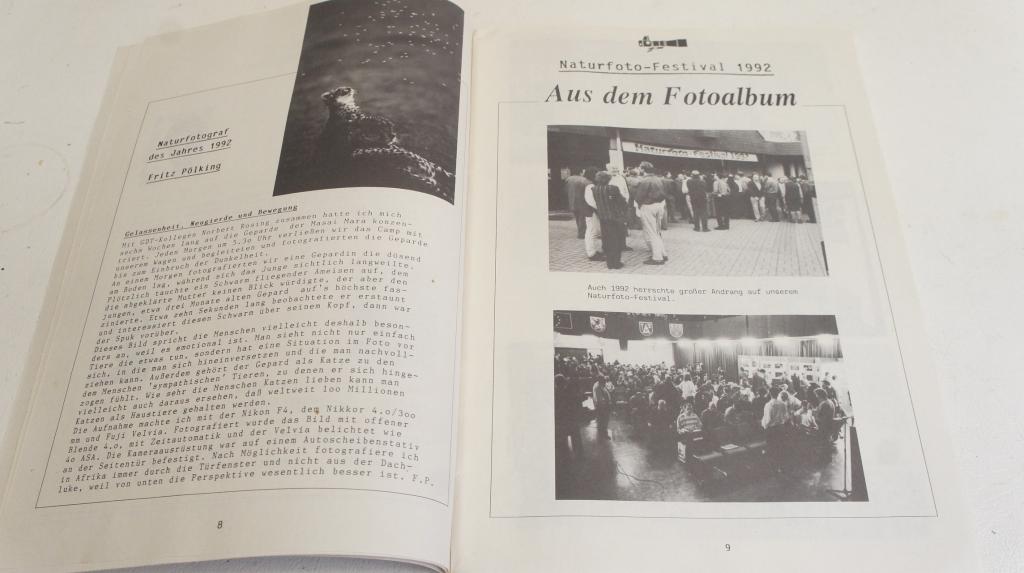 Naturfotograf
des Jahres 1992
Fritz Pölking
Gelassenheit, Neugierde und Bewegung
Mit GDT-Kollegen Norbert Rosing zusammen hatte ich mich
sechs Wochen lang auf die Geparde der Masai Mara konzen-
triert. Jeden Morgen um 5.30 Uhr verließen wir das Camp mit
unserem Wagen und begleiteten und fotografierten die Geparde
bis zum Einbruch der Dunkelheit.
An einem Morgen fotografierten wir eine Gepardin die dösend
am Boden lag, während sich das Junge sichtlich langweilte.
Plötzlich tauchte ein Schwarm fliegender Ameisen auf, dem
die abgeklärte Mutter keinen Blick würdigte, der aber den
jungen, etwa drei Monate alten Gepard auf's höchste fas-
zinierte. Etwa zehn Sekunden lang beobachtete er erstaunt
und interessiert diesen Schwarm über seinem Kopf, dann war
der Spuk vorüber.
Dieses Bild spricht die Menschen vielleicht deshalb beson-
ders an, weil es emotional ist. Man sieht nicht nur einfach
Tiere die etwas tun, sondern hat eine Situation im Foto vor
sich, in die man sich hineinversetzen und die man nachvoll-
ziehen kann. Außerdem gehört der Gepard als Katze zu den
dem Menschen 'sympathischen' Tieren, zu denen er sich hinge-
zogen fühlt. Wie sehr die Menschen Katzen lieben kann man
vielleicht auch daraus ersehen, daß weltweit 1oo Millionen
Katzen als Haustiere gehalten werden.
Die Aufnahme machte ich mit der Nikon F4, dem Nikkor 4.o/3oo
mm und Fuji Velvia. Fotografiert wurde das Bild mit offener
Blende 4.o, mit Zeitautomatik und der Velvia belichtet wie
4o ASA. Die Kameraausrüstung war auf einem Autoscheibenstativ
an der Seitentür befestigt. Nach Möglichkeit fotografiere ich
in Afrika immer durch die Türfenster und nicht aus der Dach-
luke, weil von unten die Perspektive wesentlich besser ist. F.P.
8
Naturfoto-Festival 1992
Aus dem Fotoalbum
Naturfoto-Festival 1992
Auch 1992 herrschte großer Andrang auf unserem
Naturfoto-Festival.
9